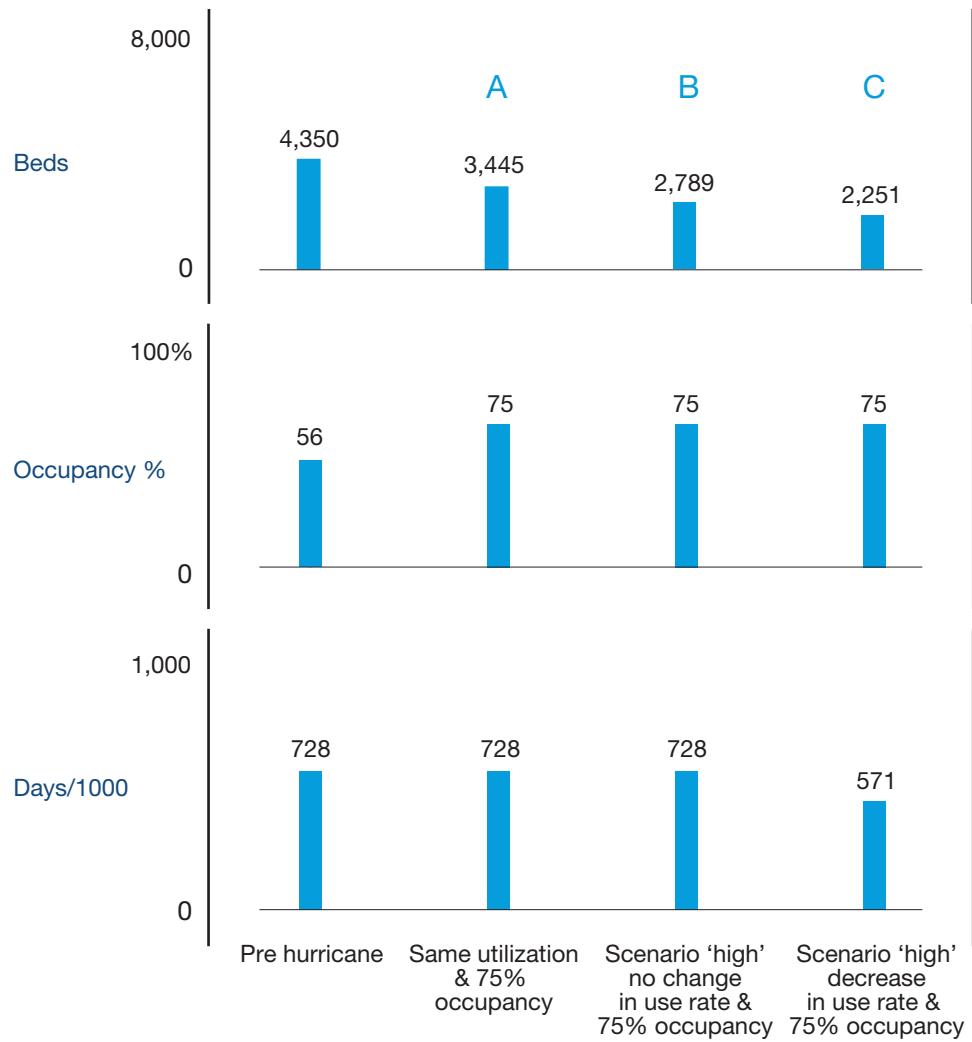 8,000
A
B
C
4,350
3,445
2,789
2,251
Beds
0
100%
75
75
75
56
Occupancy %
0
1,000
728
728
728
571
Days/1000
0
Pre hurricane
Same utilization
& 75%
occupancy
Scenario ‘high’
no change
in use rate &
75% occupancy
Scenario ‘high’
decrease
in use rate &
75% occupancy